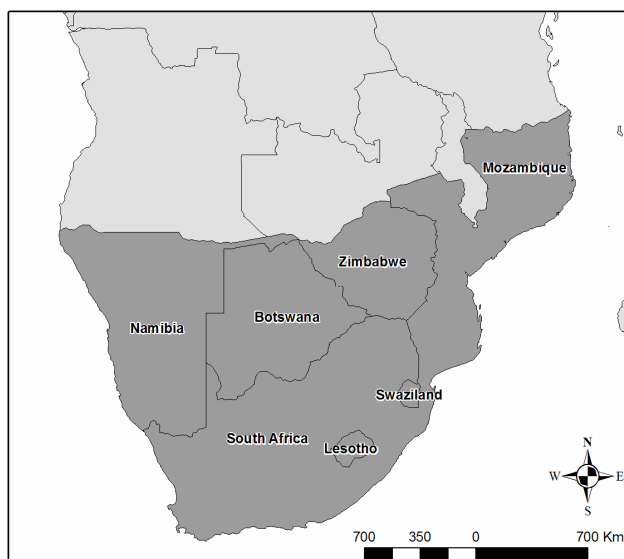 Mozambique
Zimbabwe
Namibia
Botswana
Swaziland
South Africa
Lesotho
N
W E
S
700 350 0 700 Km